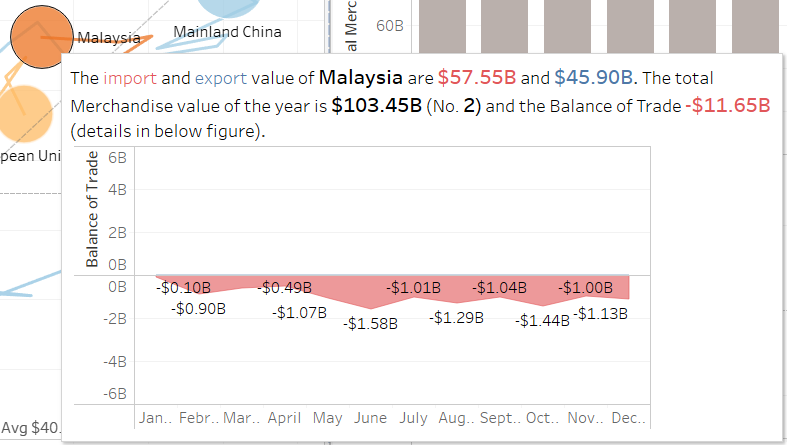 Malaysia
Mainland China
al Merc
60B
The import and export value of Malaysia are $57.55B and $45.90B. The total
Merchandise value of the year is $103.45B (No. 2) and the Balance of Trade -$11.65B
(details in below figure).
pean Uni
Balance of Trade
6B
4B
2B
0B
0B
-2B
-4B
-6B
-$0.10B
-$0.90B
-$0.49B
-$1.07B
-$1.58B
-$1.01B
-$1.29B
-$1.04B
-$1.44B
-$1.00B
-$1.13B
Jan.. Febr.. Mar.. April May June July Aug.. Sept.. Oct.. Nov.. Dec..
Avg $40.